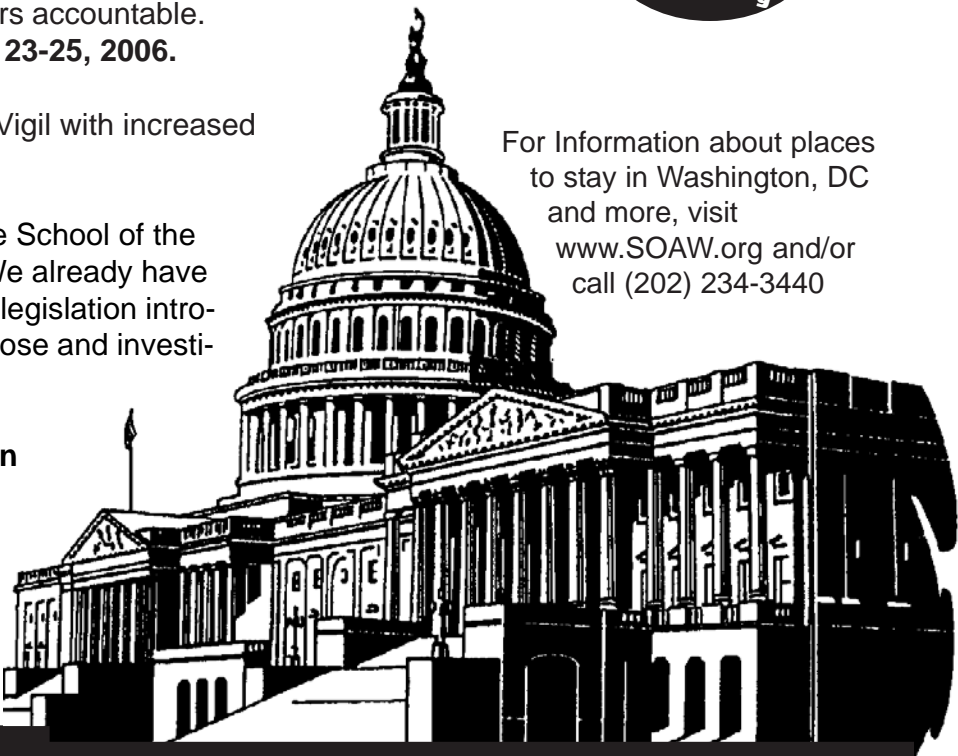 rs accountable.
23-25, 2006.
Vigil with increased
e School of the
We already have
legislation intro-
ose and investi-
n
For Information about places
to stay in Washington, DC
and more, visit
www.SOAW.org and/or
call (202) 234-3440